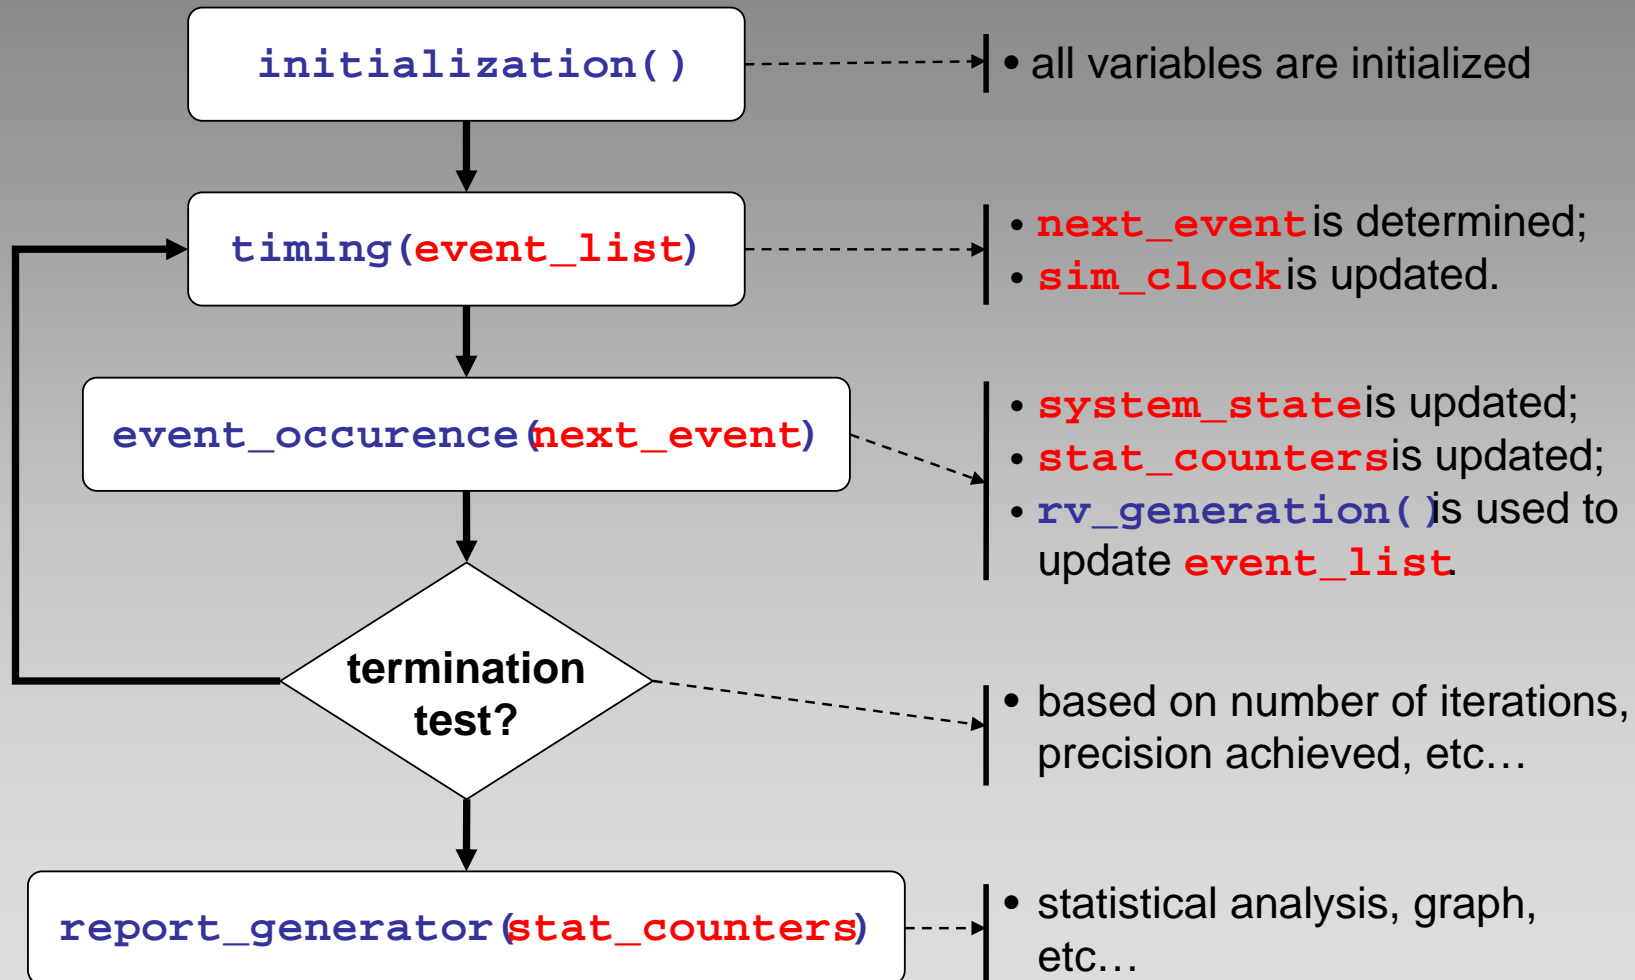 initialization()
• all variables are initialized
timing(event_list)
• next_event is determined;
• sim_clock is updated.
event_occurence(next_event)
• system_state is updated;
• stat_counters is updated;
• rv_generation() is used to
update event_list.
termination
test?
• based on number of iterations,
precision achieved, etc…
report_generator(stat_counters)
• statistical analysis, graph,
etc…